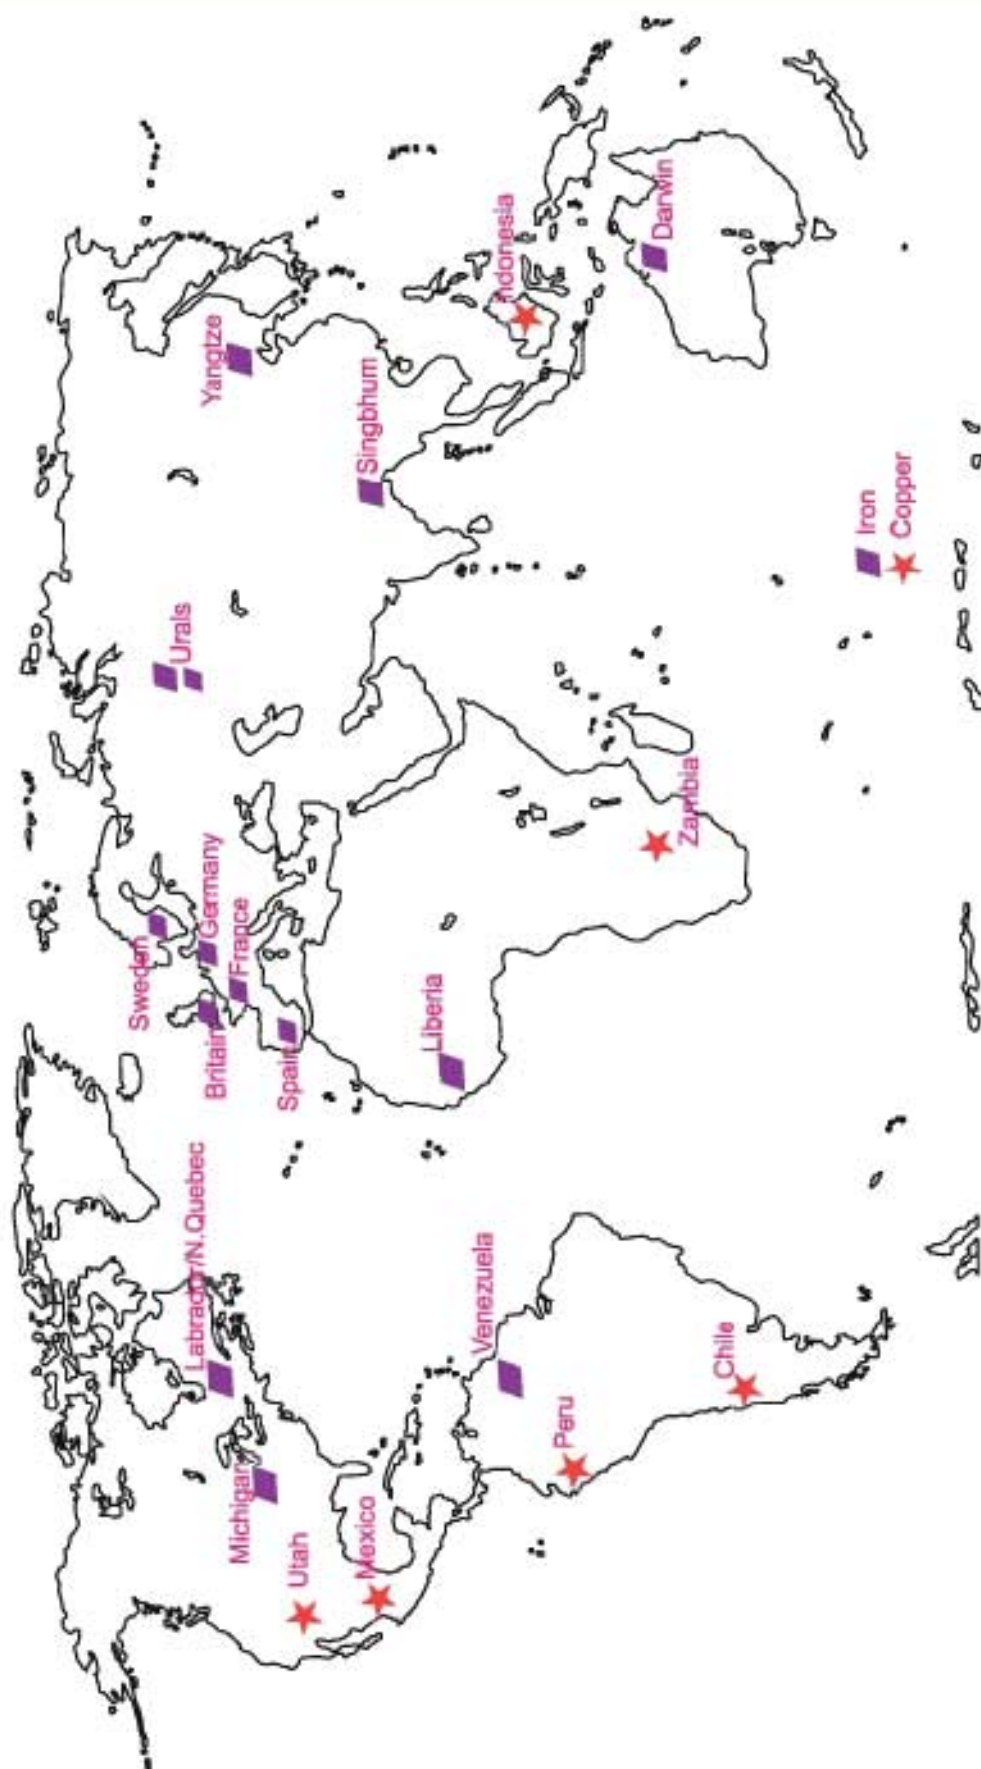 Labrador/N.Quebec
Michigan
Utah
Mexico
Venezuela
Peru
Chile
Sweden
Britain
Germany
France
Spain
Liberia
Zambia
Urals
Yangtze
Singbhum
Indonesia
Darwin
Iron
Copper